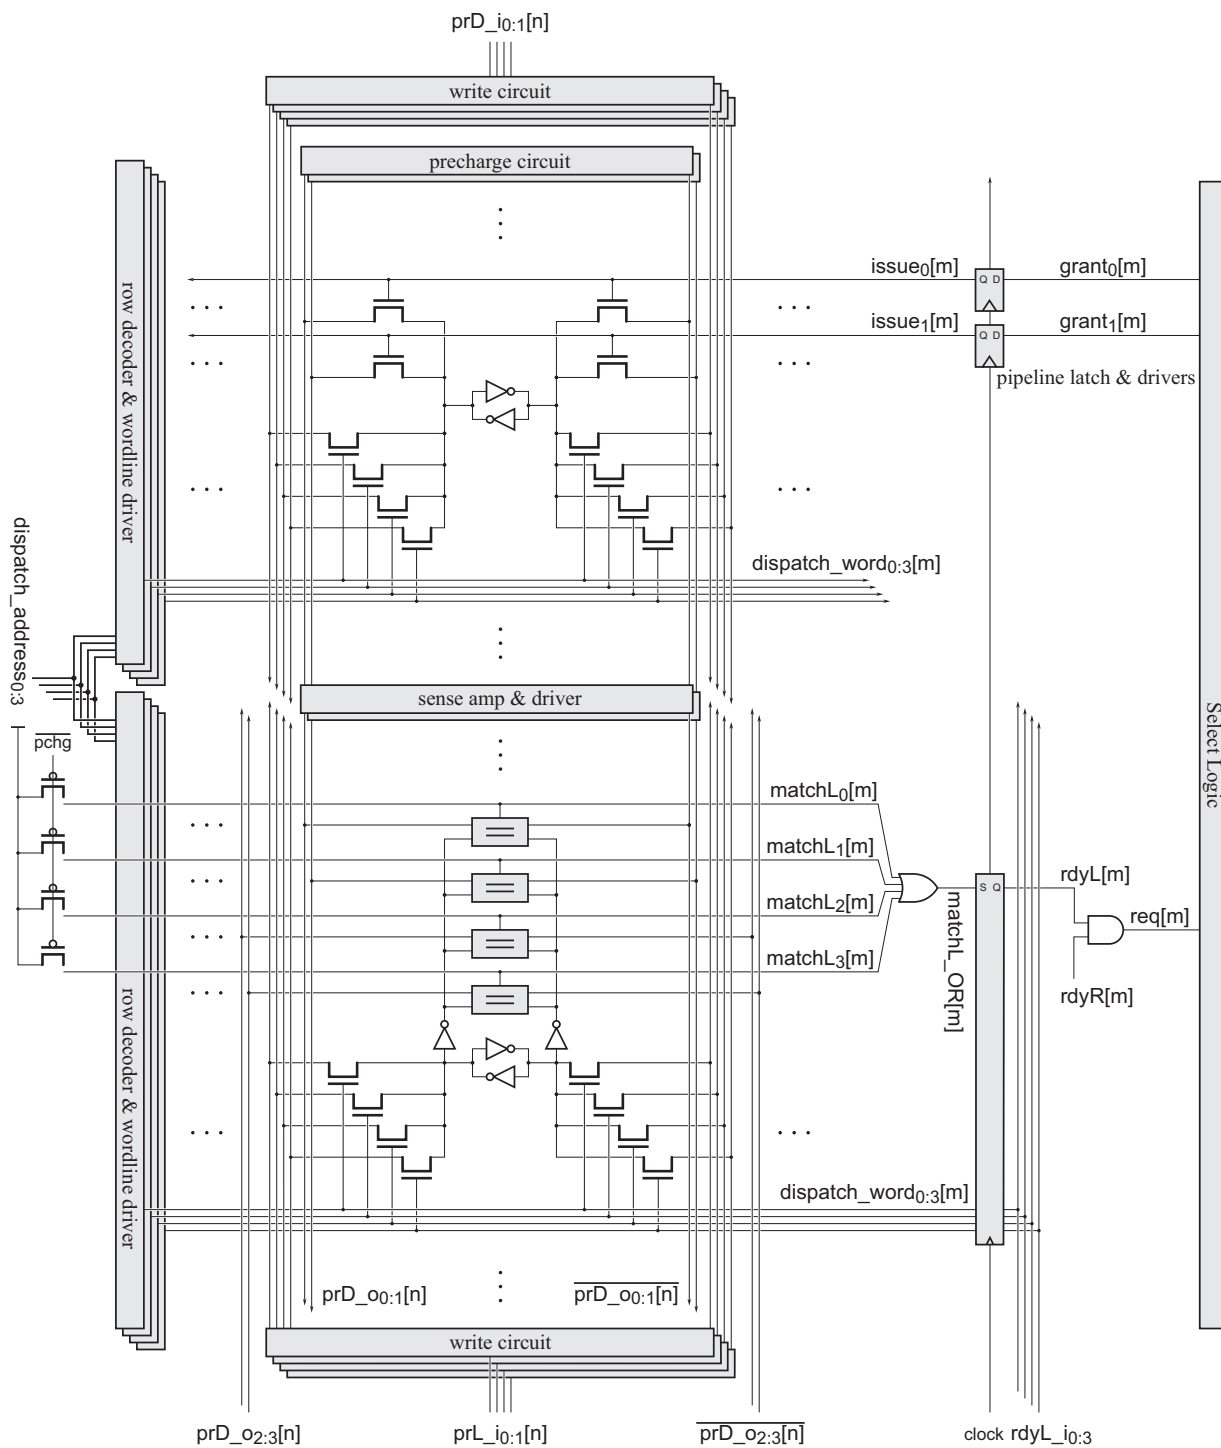 prD_i0:1[n]
write circuit
precharge circuit
row decoder & wordline driver
issue0[m]
Q D
grant0[m]
issue1[m]
Q D
grant1[m]
pipeline latch & drivers
dispatch_word0:3[m]
dispatch_address0:3
sense amp & driver
Select Logic
pchg
row decoder & wordline driver
matchL0[m]
matchL1[m]
matchL2[m]
matchL3[m]
matchL_OR[m]
S Q
rdyL[m]
req[m]
rdyR[m]
dispatch_word0:3[m]
prD_o0:1[n]
prD_o0:1[n]
write circuit
prD_o2:3[n]
prL_i0:1[n]
prD_o2:3[n]
clock
rdyL_i0:3